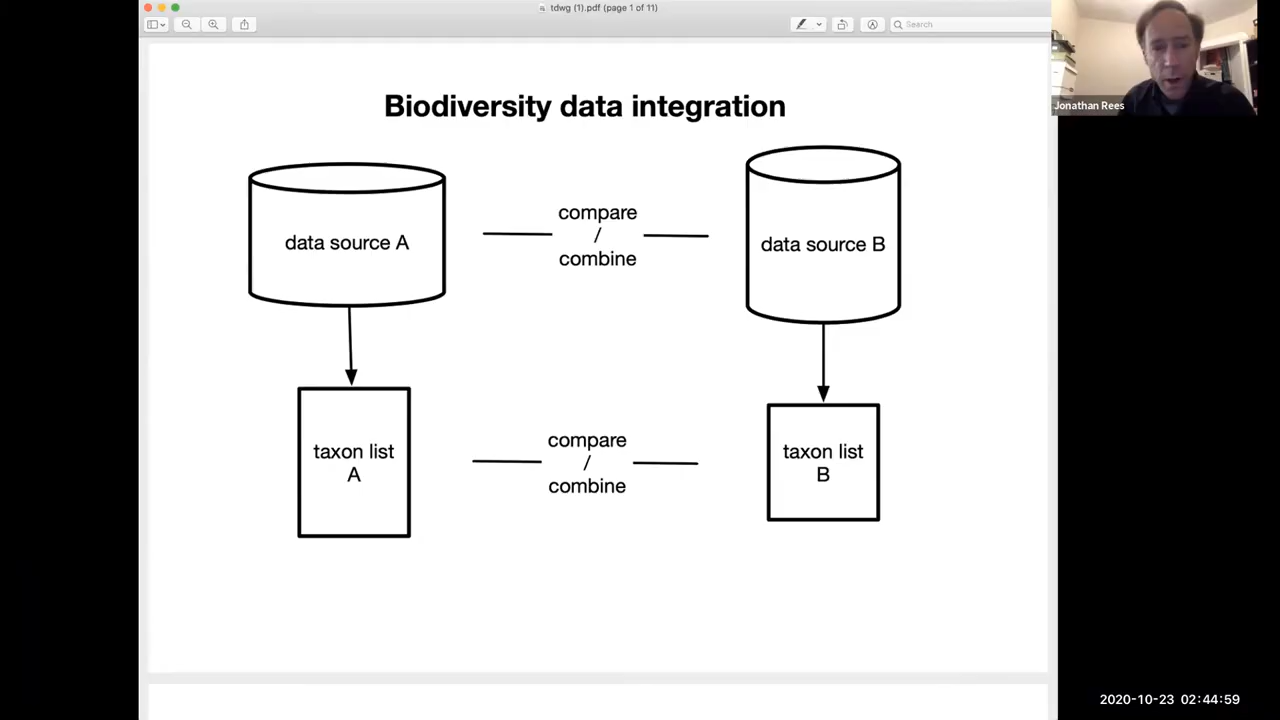 tdwg (1).pdf (page 1 of 11)
Search
Jonathan Rees
Biodiversity data integration
data source A
compare
/
combine
data source B
taxon list
A
compare
/
combine
taxon list
B
2020-10-23 02:44:59